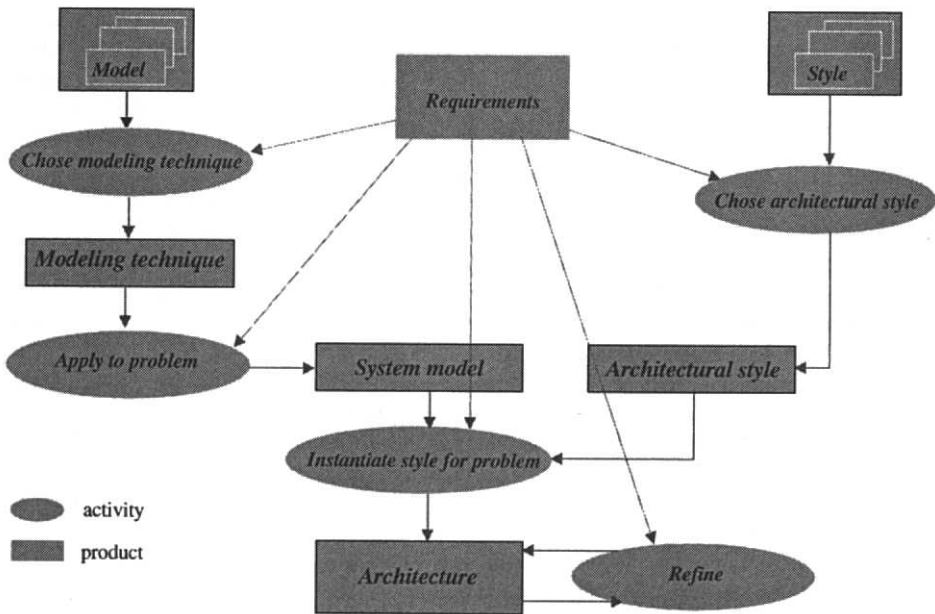 Model
Style
Requirements
Chose modeling technique
Chose architectural style
Modeling technique
Apply to problem
System model
Architectural style
Instantiate style for problem
activity
product
Architecture
Refine